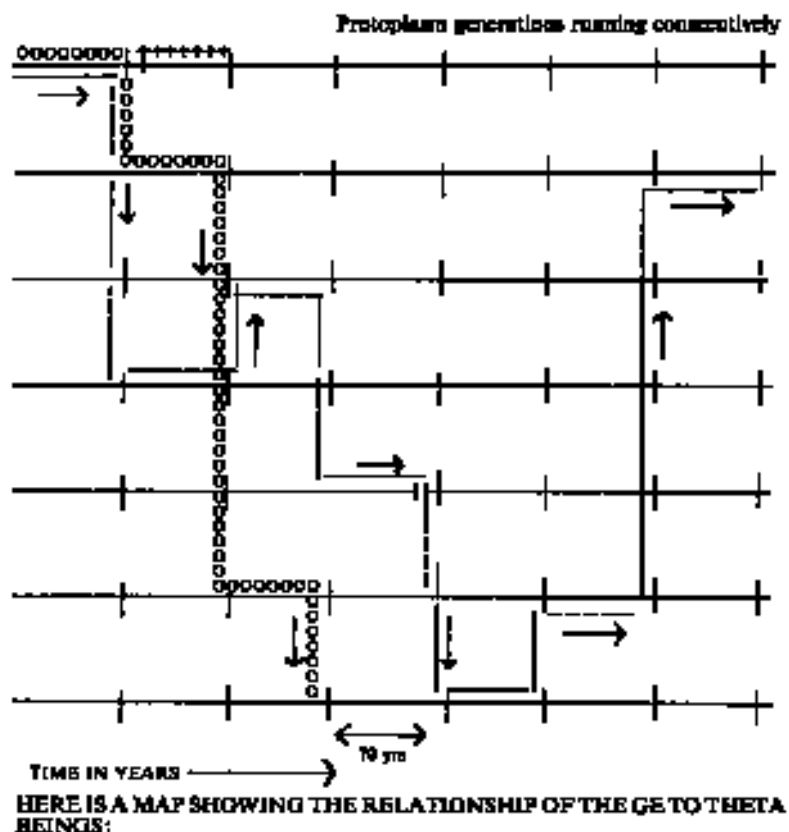 Protoplasm generations running consecutively
70 yrs
TIME IN YEARS
HERE IS A MAP SHOWING THE RELATIONSHIP OF THE GE TO THETA
BEINGS: